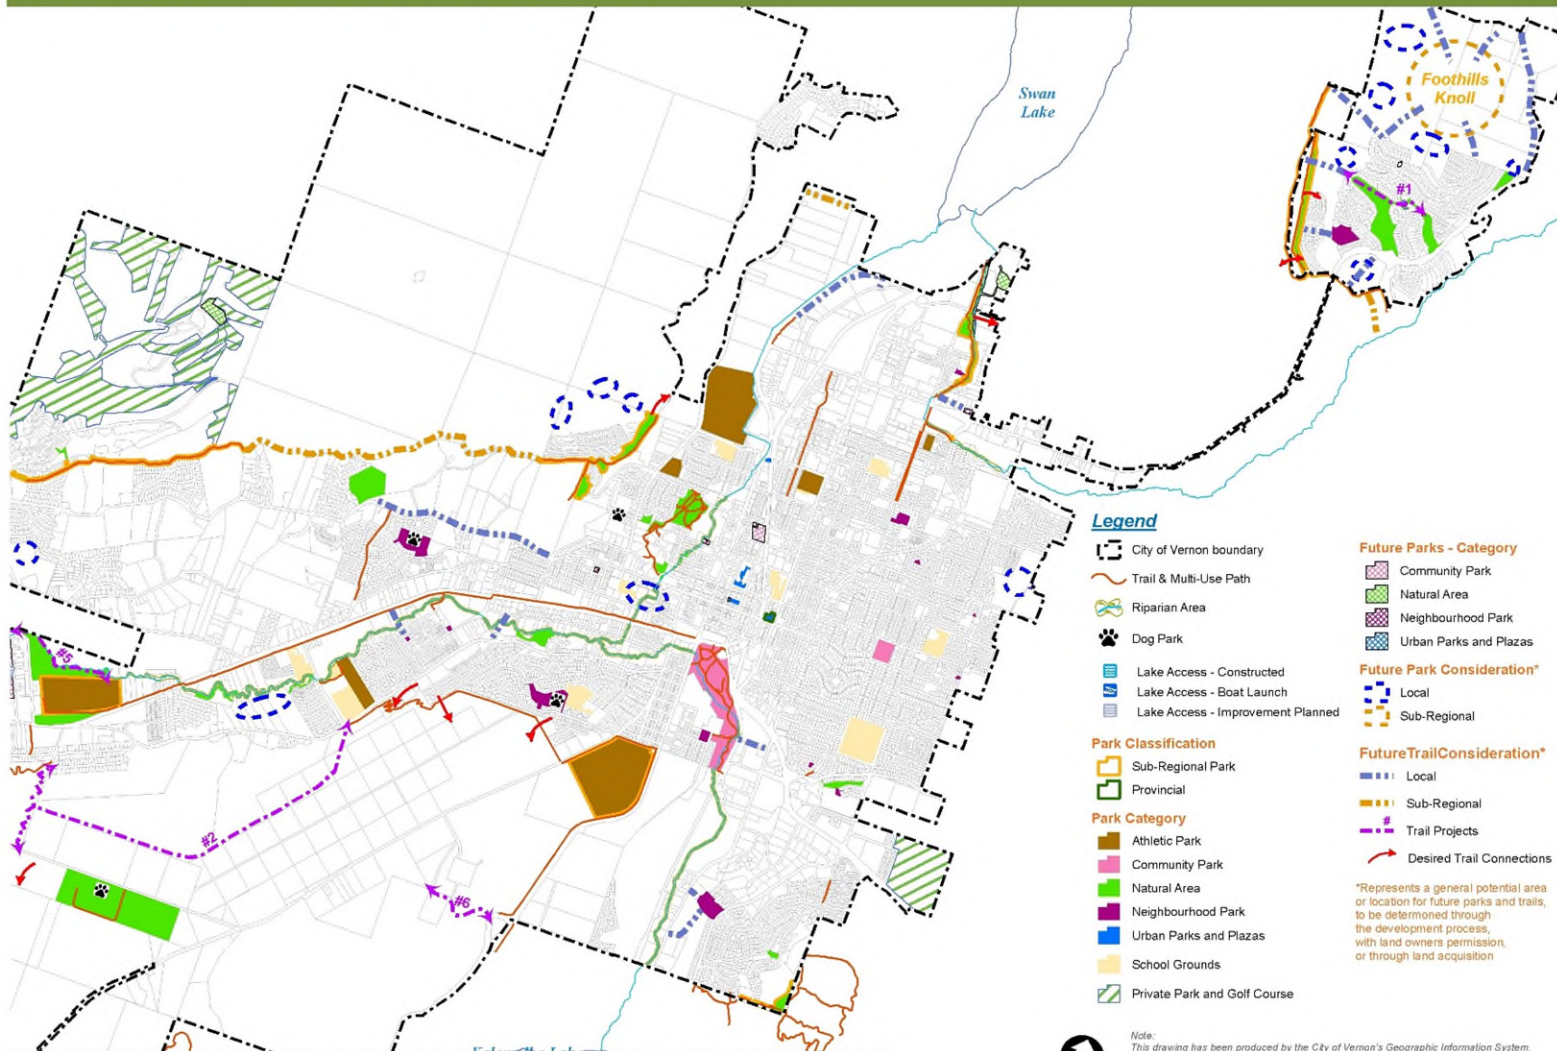 Swan
Lake
Foothills
Knoll
#1
#5
#2
#6
Legend
City of Vernon boundary
Trail & Multi-Use Path
Riparian Area
Dog Park
Lake Access - Constructed
Lake Access - Boat Launch
Lake Access - Improvement Planned
Park Classification
Sub-Regional Park
Provincial
Park Category
Athletic Park
Community Park
Natural Area
Neighbourhood Park
Urban Parks and Plazas
School Grounds
Private Park and Golf Course
Future Parks - Category
Community Park
Natural Area
Neighbourhood Park
Urban Parks and Plazas
Future Park Consideration*
Local
Sub-Regional
FutureTrailConsideration*
Local
Sub-Regional
#
Trail Projects
Desired Trail Connections
*Represents a general potential area
or location for future parks and trails,
to be determoned through
the development process,
with land owners permission,
or through land acquisition
Note:
This drawing has been produced by the City of Vernon's Geographic Information System.